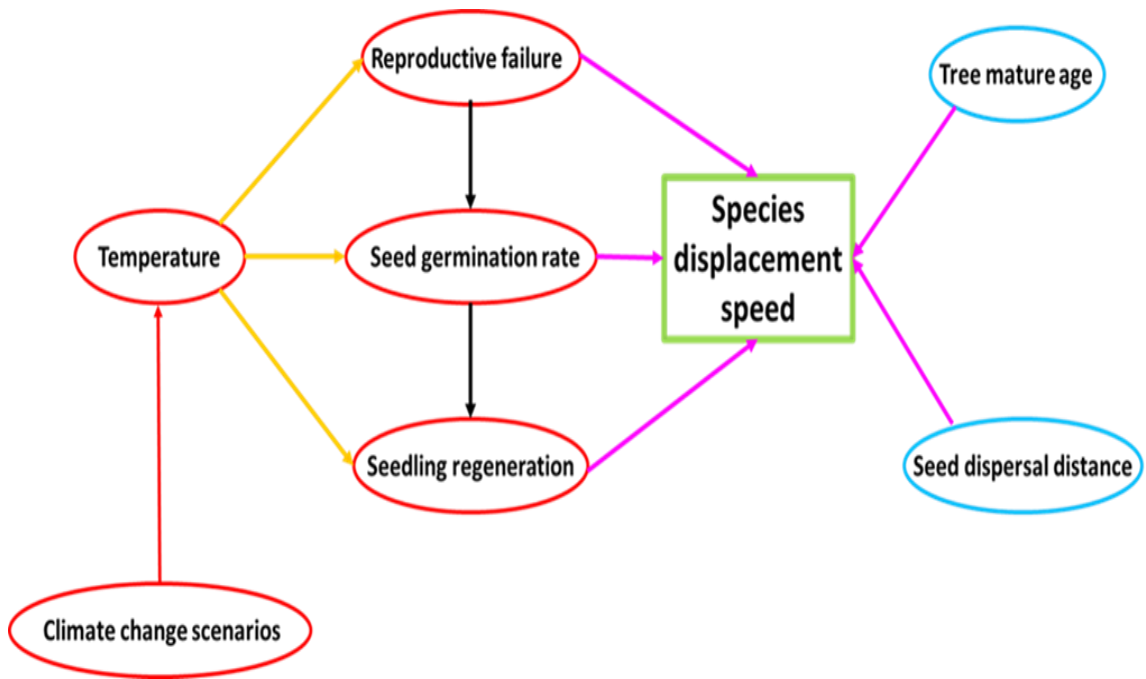 Reproductive failure
Tree mature age
Species
displacement
speed
Temperature
Seed germination rate
Seedling regeneration
Seed dispersal distance
Climate change scenarios